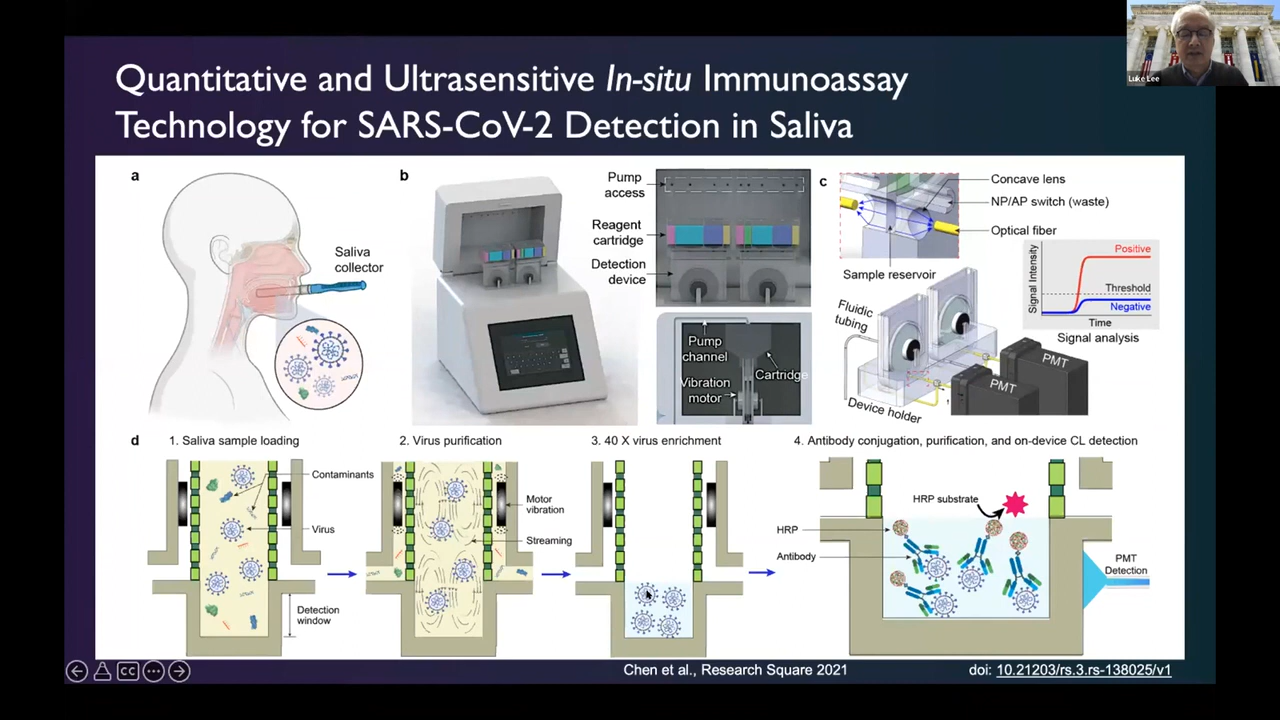 Luke Lee
Quantitative and Ultrasensitive In-situ Immunoassay
Technology for SARS-CoV-2 Detection in Saliva
a
Saliva
collector
b
Pump
access
Reagent
cartridge
Detection
device
Pump
channel
Vibration
motor
Cartridge
c
Concave lens
NP/AP switch (waste)
Optical fiber
Sample reservoir
Fluidic
tubing
Device holder
PMT
PMT
Signal Intensity
Positive
Threshold
Negative
Time
Signal analysis
d
1. Saliva sample loading
Contaminants
Virus
Detection
window
2. Virus purification
Motor
vibration
Streaming
3. 40 X virus enrichment
4. Antibody conjugation, purification, and on-device CL detection
HRP substrate
HRP
Antibody
PMT
Detection
CC
Chen et al., Research Square 2021
doi: 10.21203/rs.3.rs-138025/v1